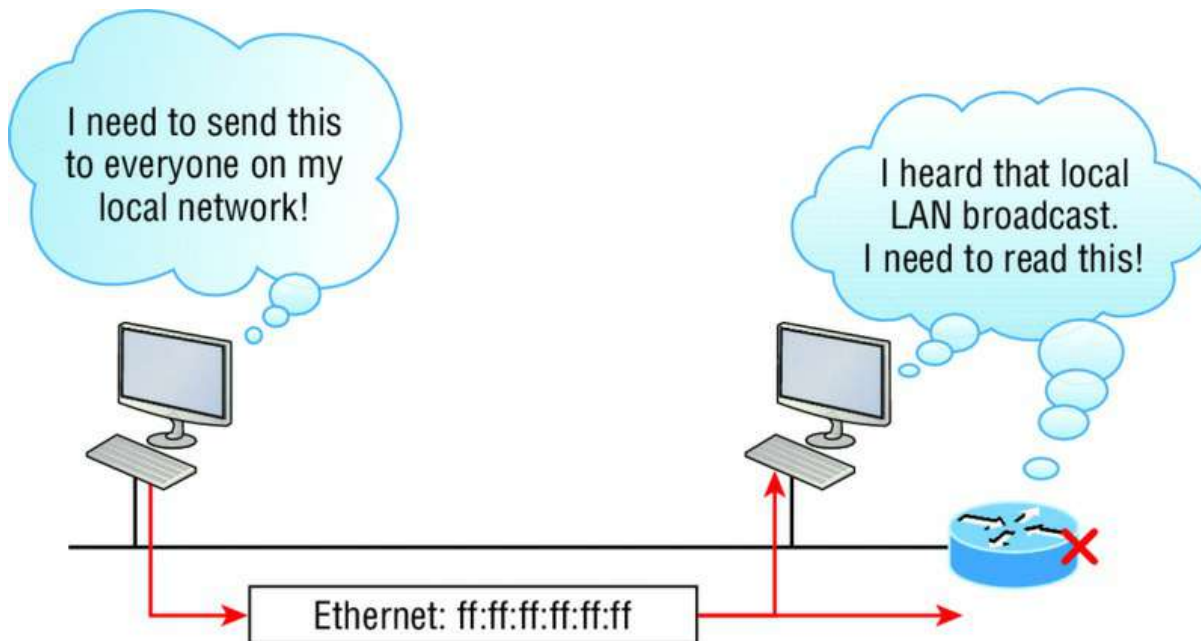 I need to send this
to everyone on my
local network!
I heard that local
LAN broadcast.
I need to read this!
Ethernet: ff:ff:ff:ff:ff:ff